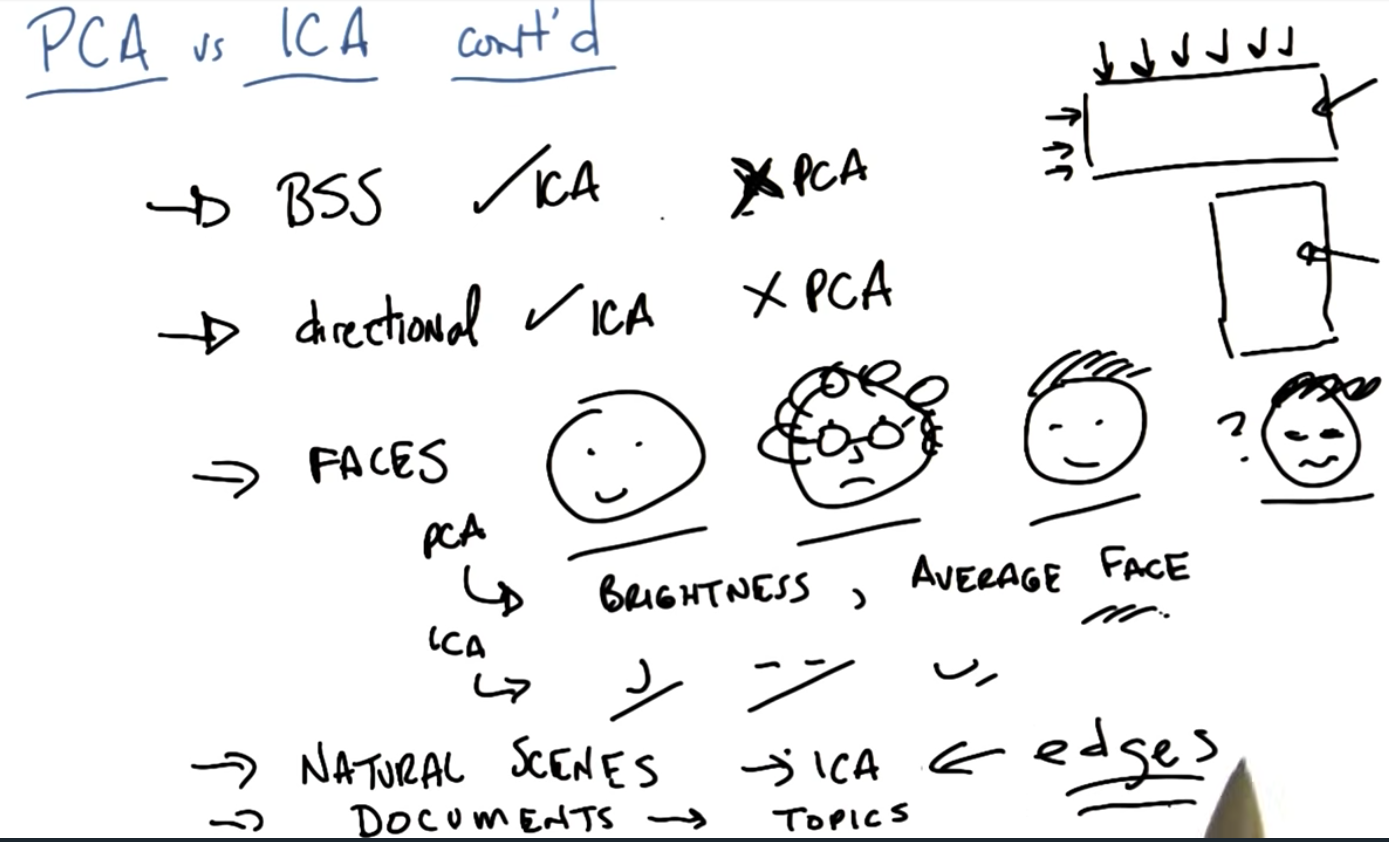 PCA vs ICA cont'd
→ BSS ✓ ICA X PCA
→ directional ✓ ICA X PCA
→ FACES ?
PCA
↳ BRIGHTNESS, AVERAGE FACE
ICA
↳
→ NATURAL SCENES → ICA ← edges
→ DOCUMENTS → TOPICS